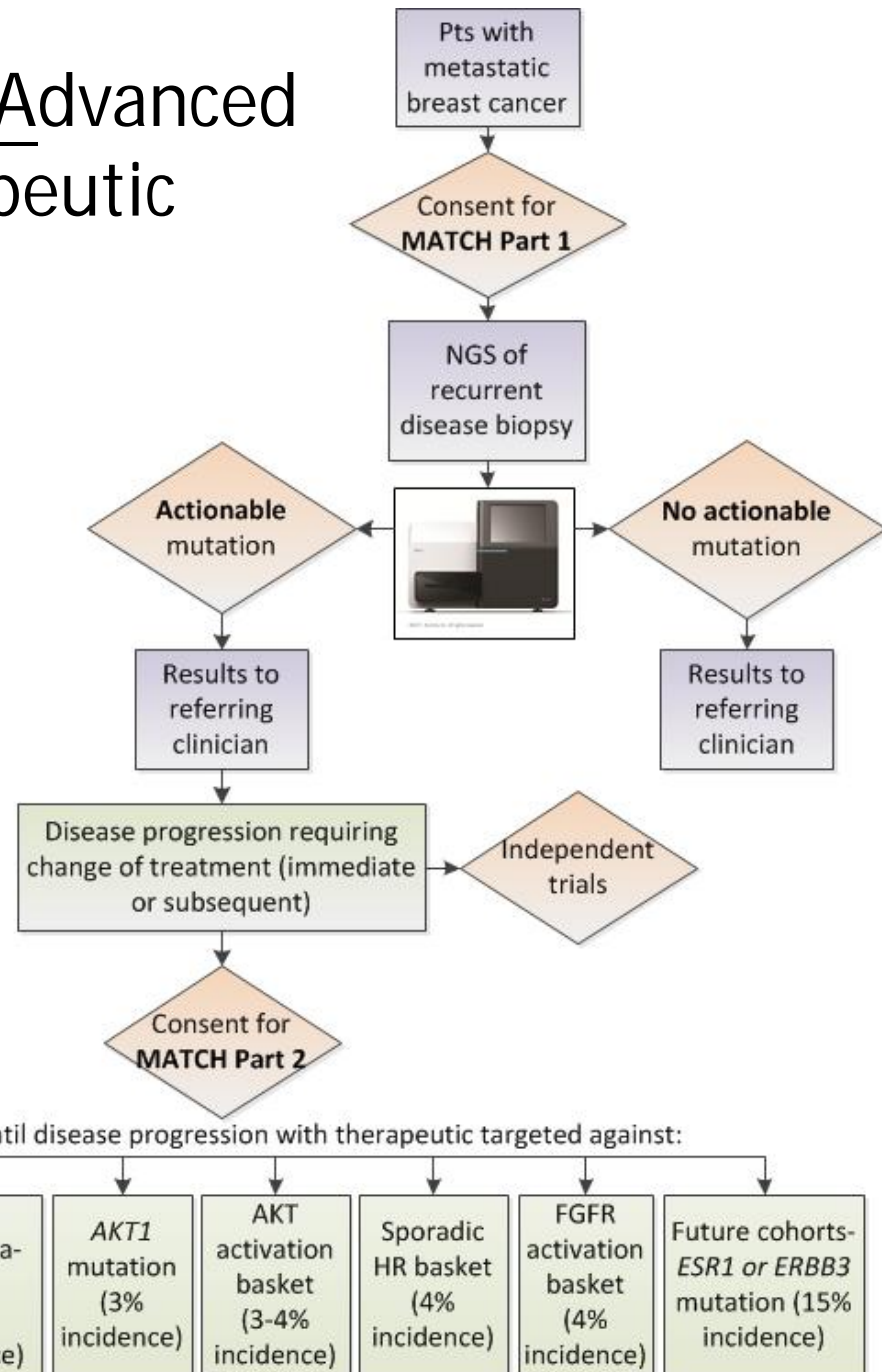 Advanced
peutic
Pts with
metastatic
breast cancer
Consent for
MATCH Part 1
NGS of
recurrent
disease biopsy
Actionable
mutation
No actionable
mutation
Results to
referring
clinician
Results to
referring
clinician
Disease progression requiring
change of treatment (immediate
or subsequent)
Independent
trials
Consent for
MATCH Part 2
til disease progression with therapeutic targeted against:
a-
e)
AKT1
mutation
(3%
incidence)
AKT
activation
basket
(3-4%
incidence)
Sporadic
HR basket
(4%
incidence)
FGFR
activation
basket
(4%
incidence)
Future cohorts-
ESR1 or ERBB3
mutation (15%
incidence)